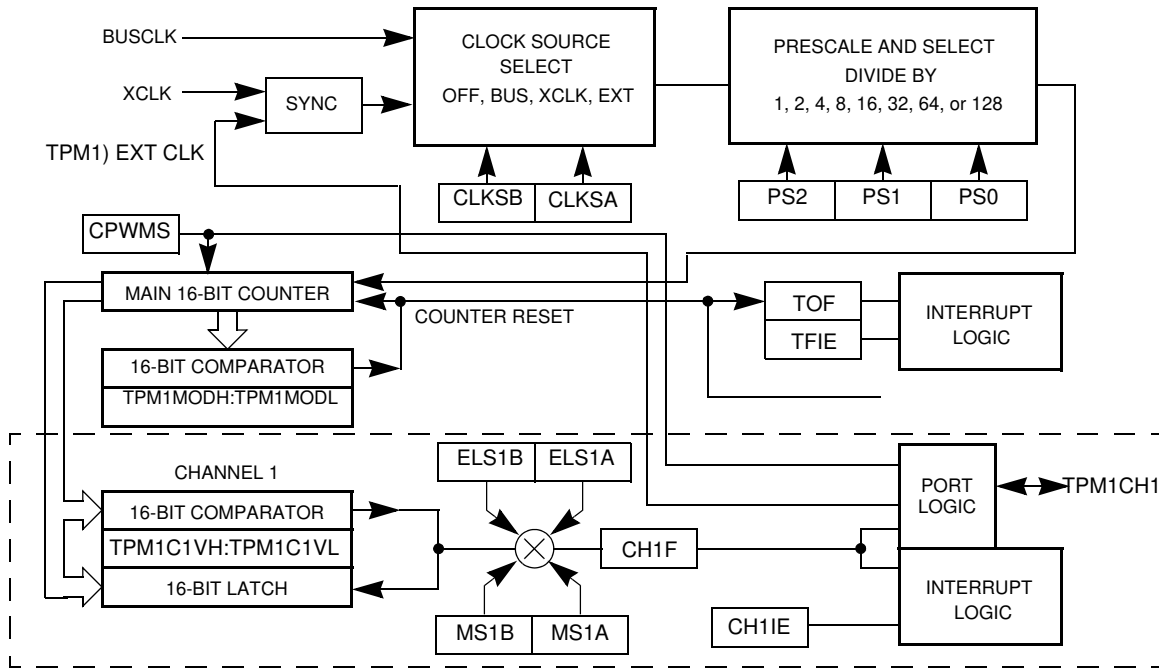 BUSCLK
XCLK
SYNC
TPM1) EXT CLK
CLOCK SOURCE
SELECT
OFF, BUS, XCLK, EXT
CLKSB
CLKSA
PRESCALE AND SELECT
DIVIDE BY
1, 2, 4, 8, 16, 32, 64, or 128
PS2
PS1
PS0
CPWMS
MAIN 16-BIT COUNTER
COUNTER RESET
16-BIT COMPARATOR
TPM1MODH:TPM1MODL
TOF
TFIE
INTERRUPT
LOGIC
CHANNEL 1
16-BIT COMPARATOR
TPM1C1VH:TPM1C1VL
16-BIT LATCH
ELS1B
ELS1A
MS1B
MS1A
CH1F
CH1IE
PORT
LOGIC
TPM1CH1
INTERRUPT
LOGIC